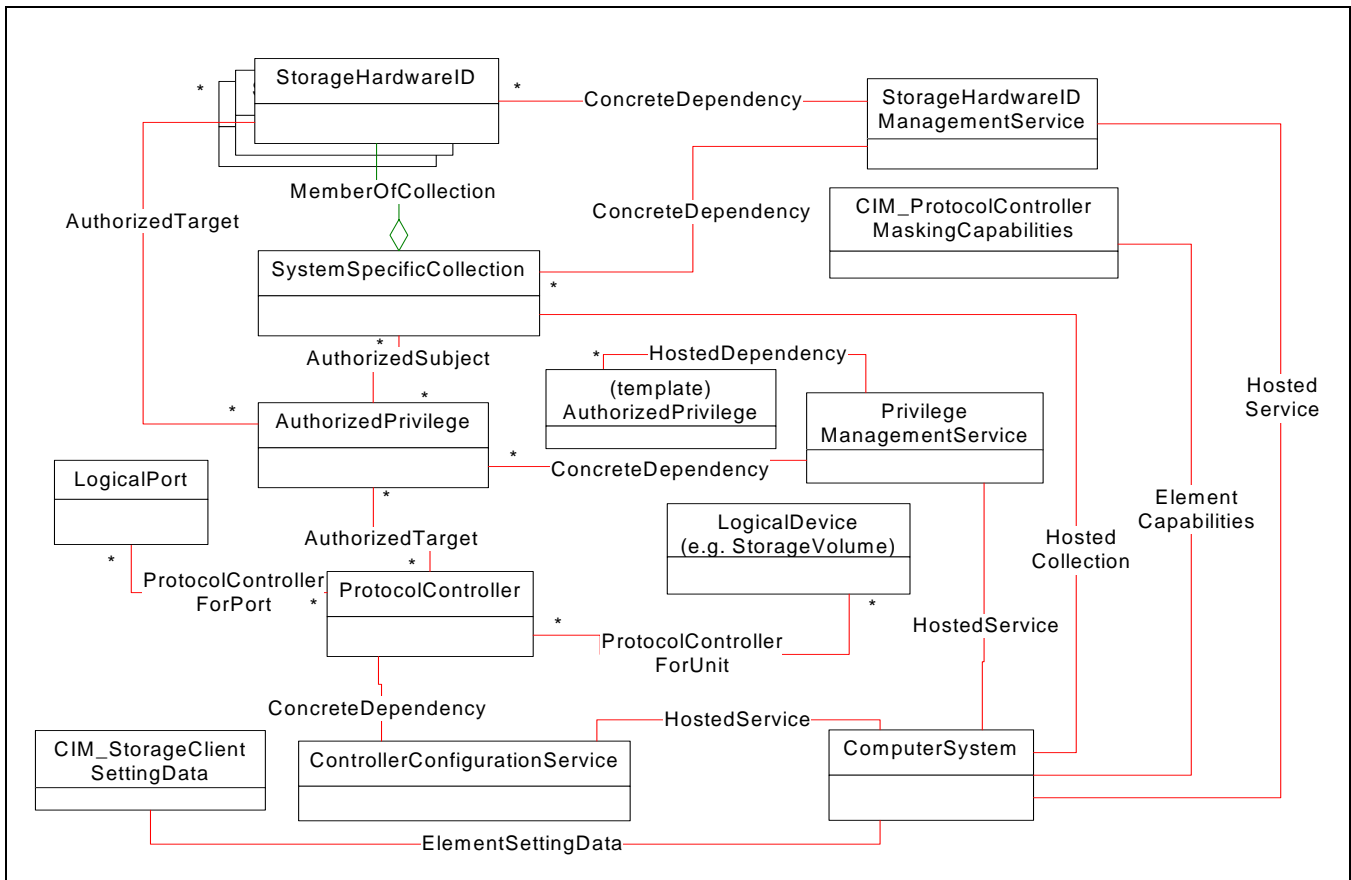 StorageHardwareID
*
*
ConcreteDependency
StorageHardwareID
ManagementService
MemberOfCollection
AuthorizedTarget
ConcreteDependency
CIM_ProtocolController
MaskingCapabilities
SystemSpecificCollection
*
*
AuthorizedSubject
*
HostedDependency
*
(template)
AuthorizedPrivilege
Hosted
Service
*
AuthorizedPrivilege
Privilege
ManagementService
*
ConcreteDependency
LogicalPort
*
Element
Capabilities
LogicalDevice
(e.g. StorageVolume)
AuthorizedTarget
Hosted
Collection
*
*
ProtocolController
ForPort
*
ProtocolController
*
*
ProtocolController
ForUnit
HostedService
ConcreteDependency
HostedService
CIM_StorageClient
SettingData
ControllerConfigurationService
ComputerSystem
ElementSettingData